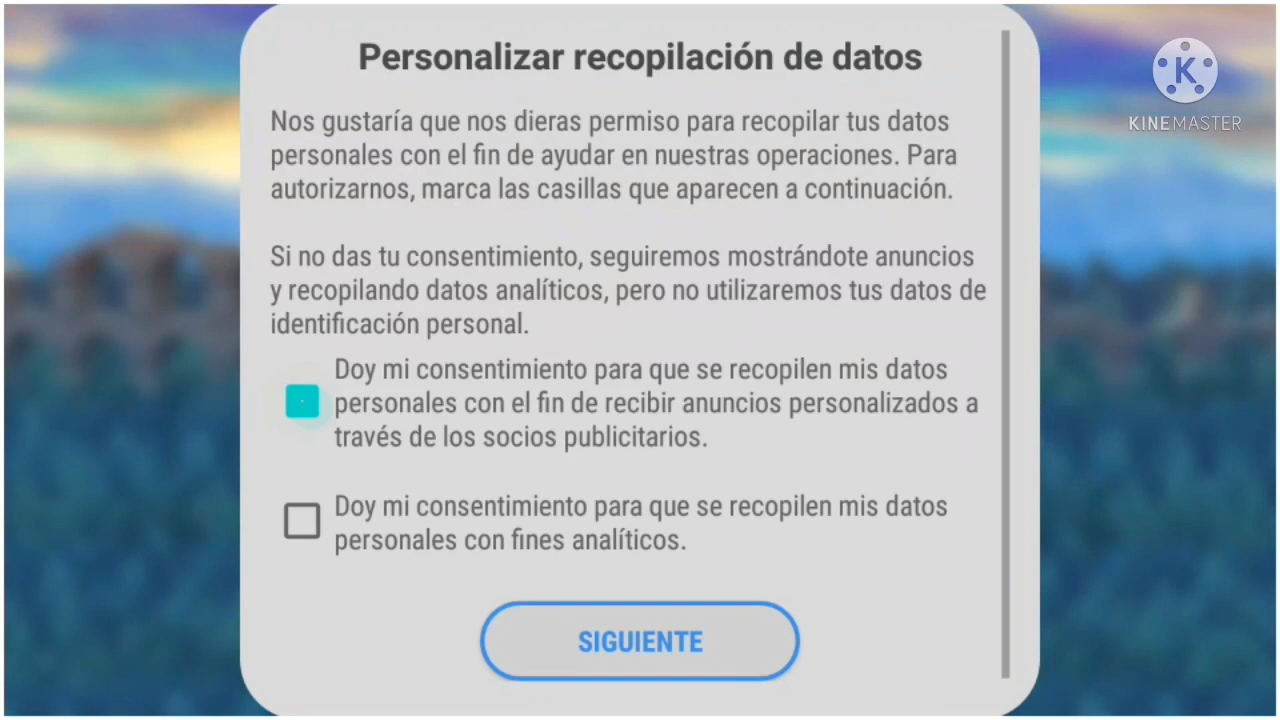 Personalizar recopilación de datos
Nos gustaría que nos dieras permiso para recopilar tus datos
personales con el fin de ayudar en nuestras operaciones. Para
autorizarnos, marca las casillas que aparecen a continuación.
Si no das tu consentimiento, seguiremos mostrándote anuncios
y recopilando datos analíticos, pero no utilizaremos tus datos de
identificación personal.
Doy mi consentimiento para que se recopilen mis datos
personales con el fin de recibir anuncios personalizados a
través de los socios publicitarios.
Doy mi consentimiento para que se recopilen mis datos
personales con fines analíticos.
SIGUIENTE
K
KINEMASTER